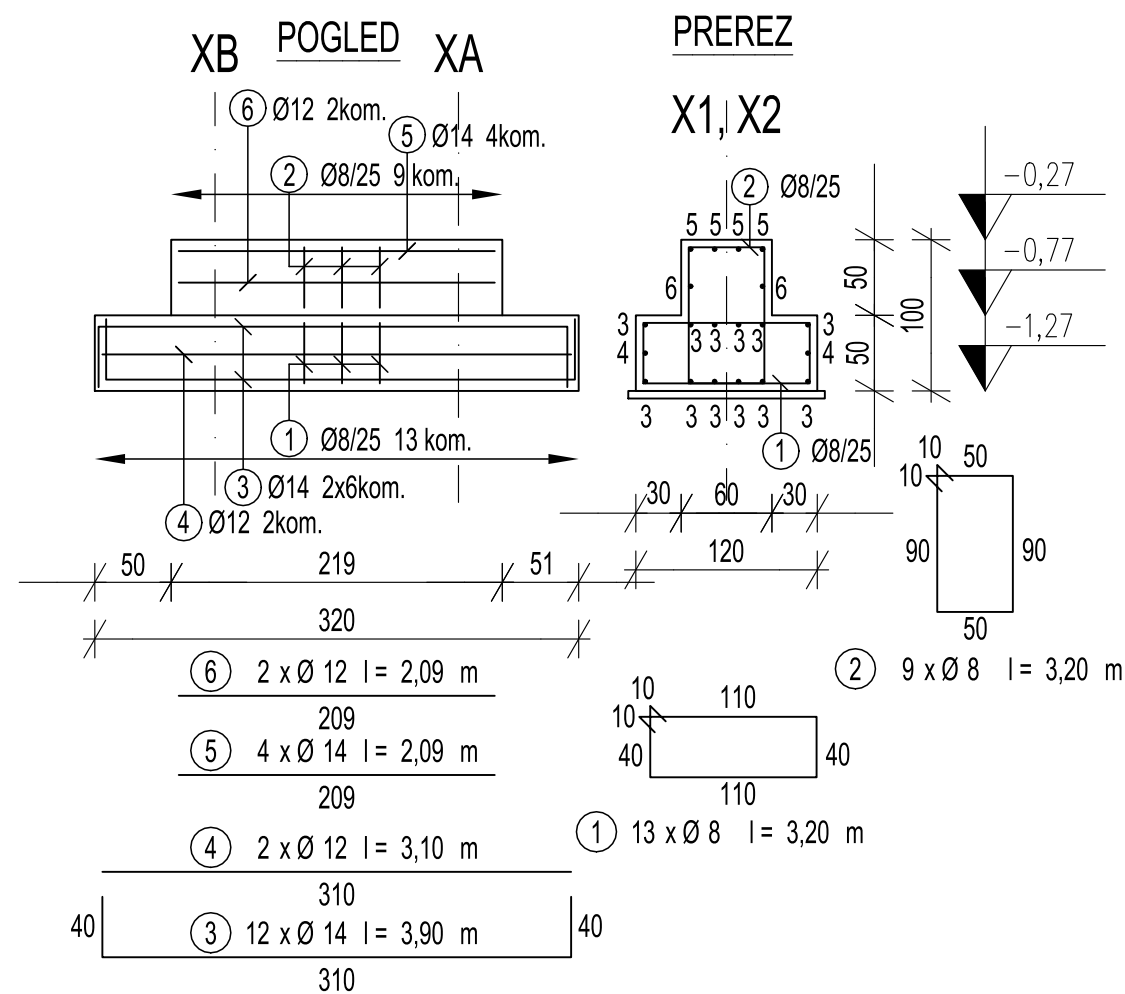 POGLED
PREREZ
XB
XA
X1, X2
6 Ø12 2kom.
5 Ø14 4kom.
2 Ø8/25 9 kom.
2 Ø8/25
5 5 5 5
6 6
3 3
4 4
3 3 3 3
3 3 3 3 3 3
50
50
100
-0,27
-0,77
-1,27
1 Ø8/25 13 kom.
1 Ø8/25
3 Ø14 2x6kom.
4 Ø12 2kom.
30 60 30
120
50 219 51
320
10
10
50
90
90
50
2 9 x Ø 8 l = 3,20 m
6 2 x Ø 12 l = 2,09 m
209
5 4 x Ø 14 l = 2,09 m
209
10
10
110
40
40
110
1 13 x Ø 8 l = 3,20 m
4 2 x Ø 12 l = 3,10 m
310
40
3 12 x Ø 14 l = 3,90 m
40
310